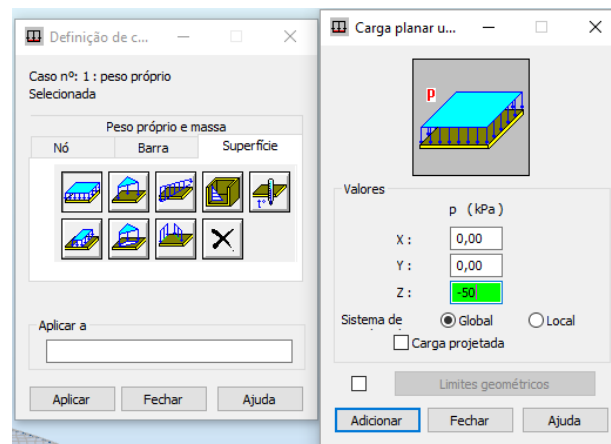 Definição de c...
Caso nº: 1 : peso próprio
Selecionada
Peso próprio e massa
Nó Barra Superfície
t°
Aplicar a
Aplicar Fechar Ajuda
Carga planar u...
p
Valores
p (kPa)
X : 0,00
Y : 0,00
Z : -50
Sistema de
Global Local
Carga projetada
Limites geométricos
Adicionar Fechar Ajuda